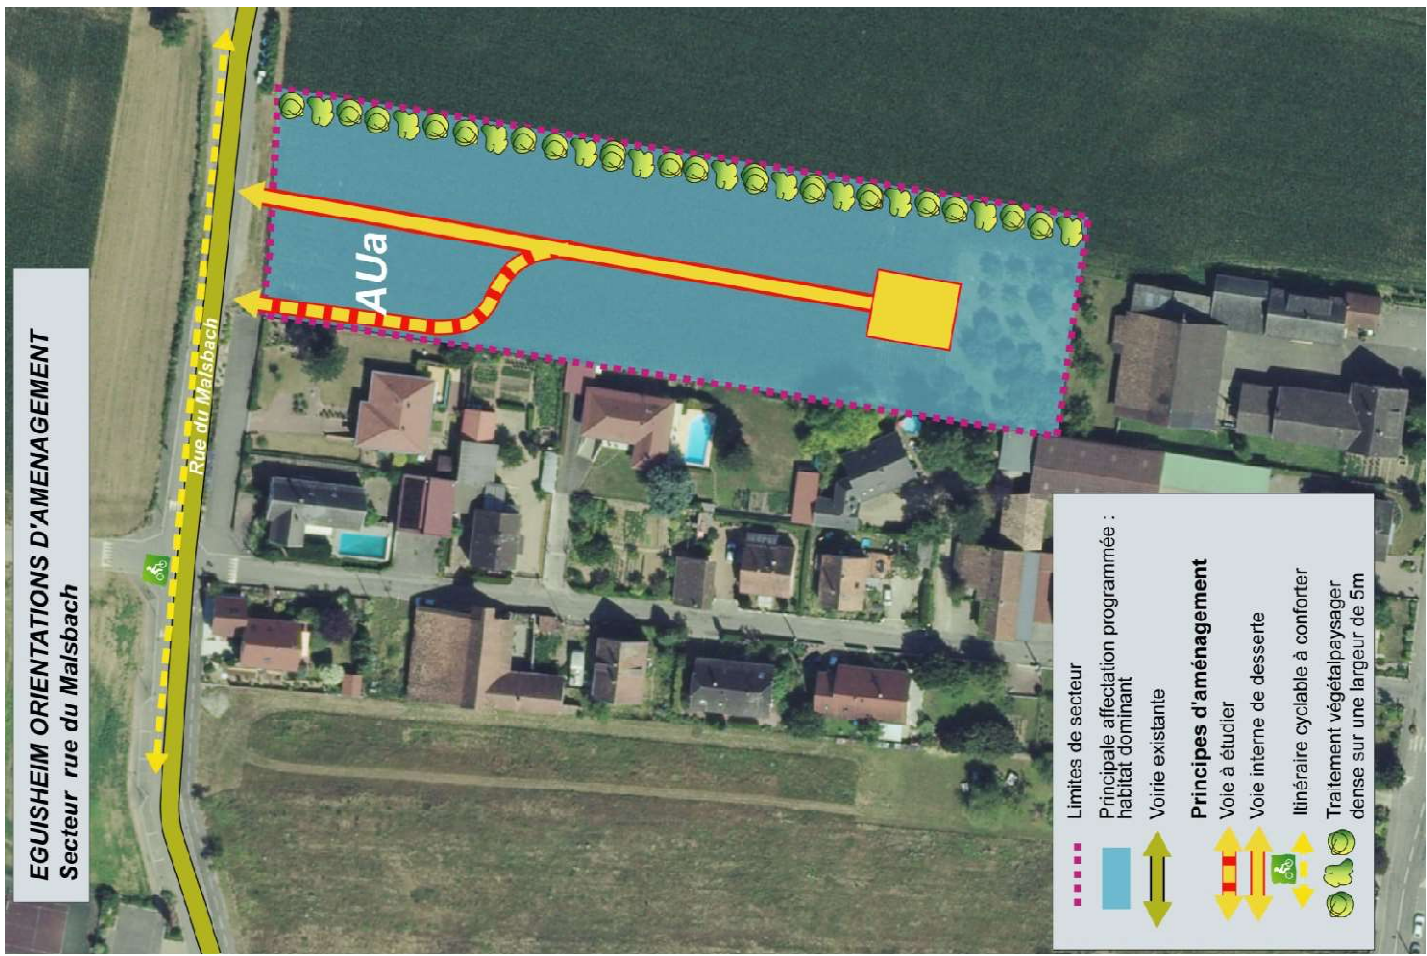 EGUISHEIM ORIENTATIONS D'AMENAGEMENT
Secteur rue du Malsbach
Rue du Malsbach
AUa
Limites de secteur
Principale affectation programmée :
habitat dominant
Voirie existante
Principes d'aménagement
Voie à étudier
Voie interne de desserte
Itinéraire cyclable à conforter
Traitement végétalpaysager
dense sur une largeur de 5m